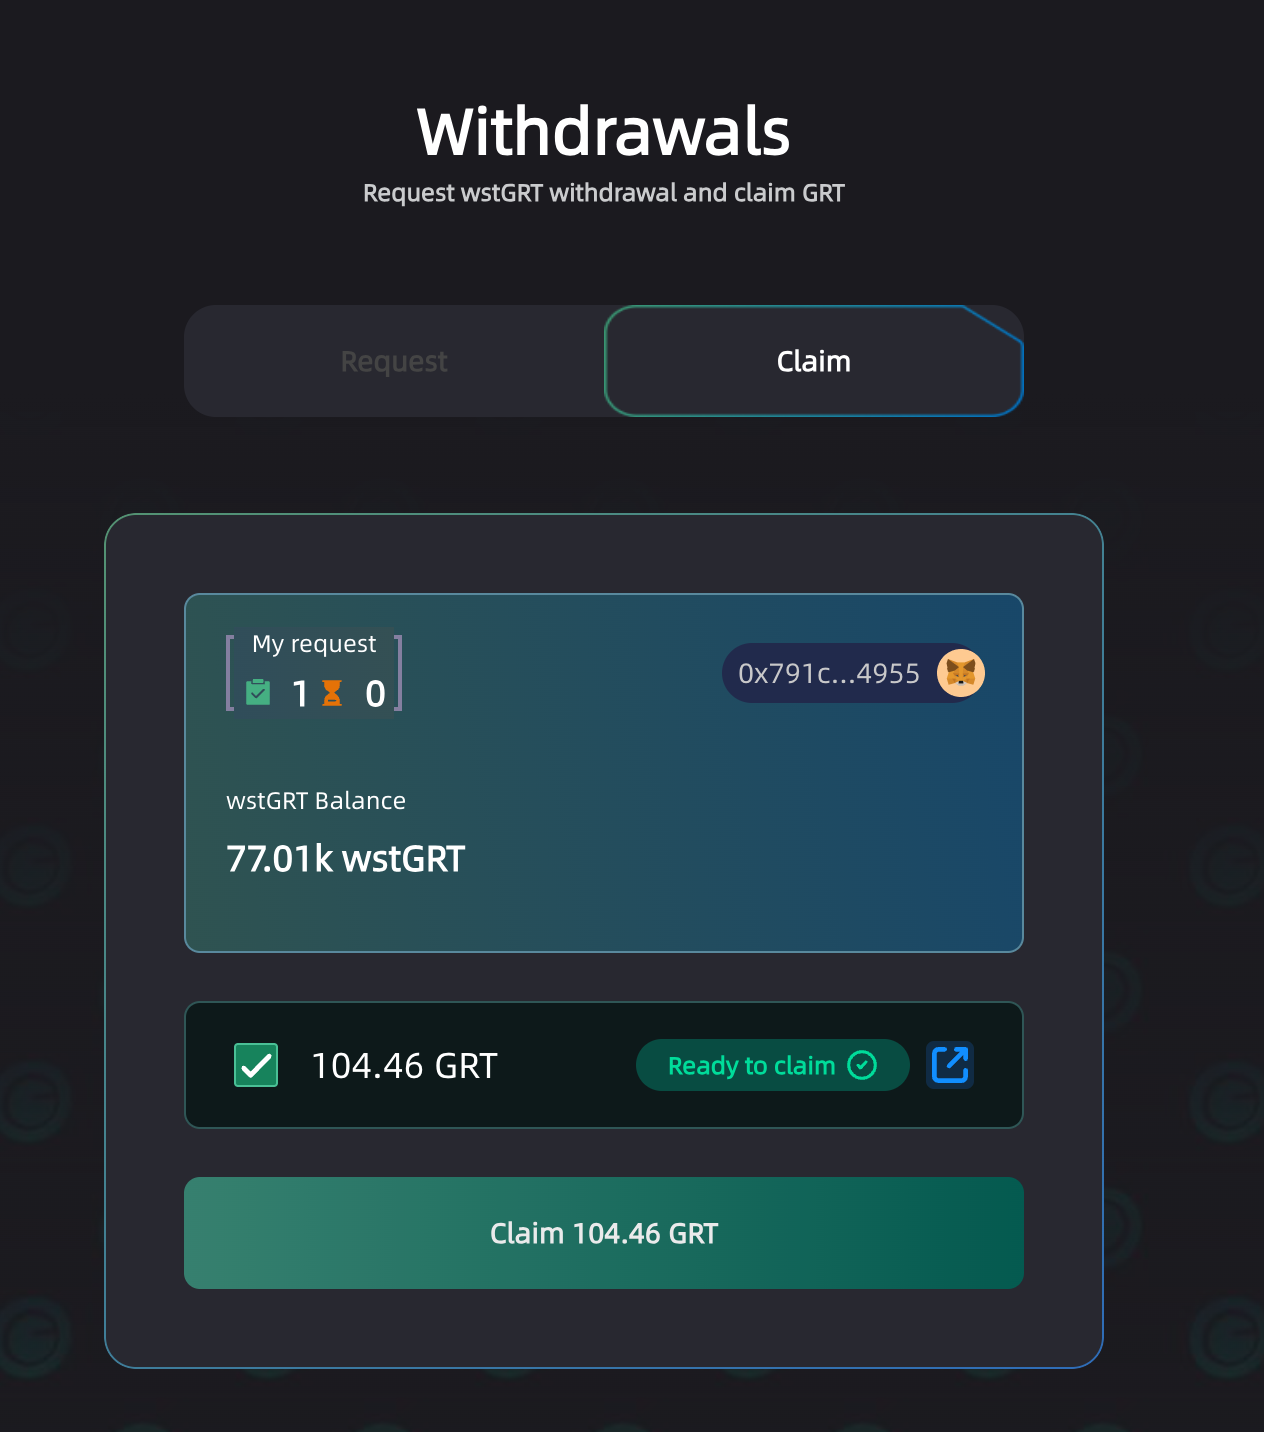 Withdrawals
Request wstGRT withdrawal and claim GRT
Request
Claim
My request
1 0
0x791c...4955
wstGRT Balance
77.01k wstGRT
104.46 GRT
Ready to claim
Claim 104.46 GRT